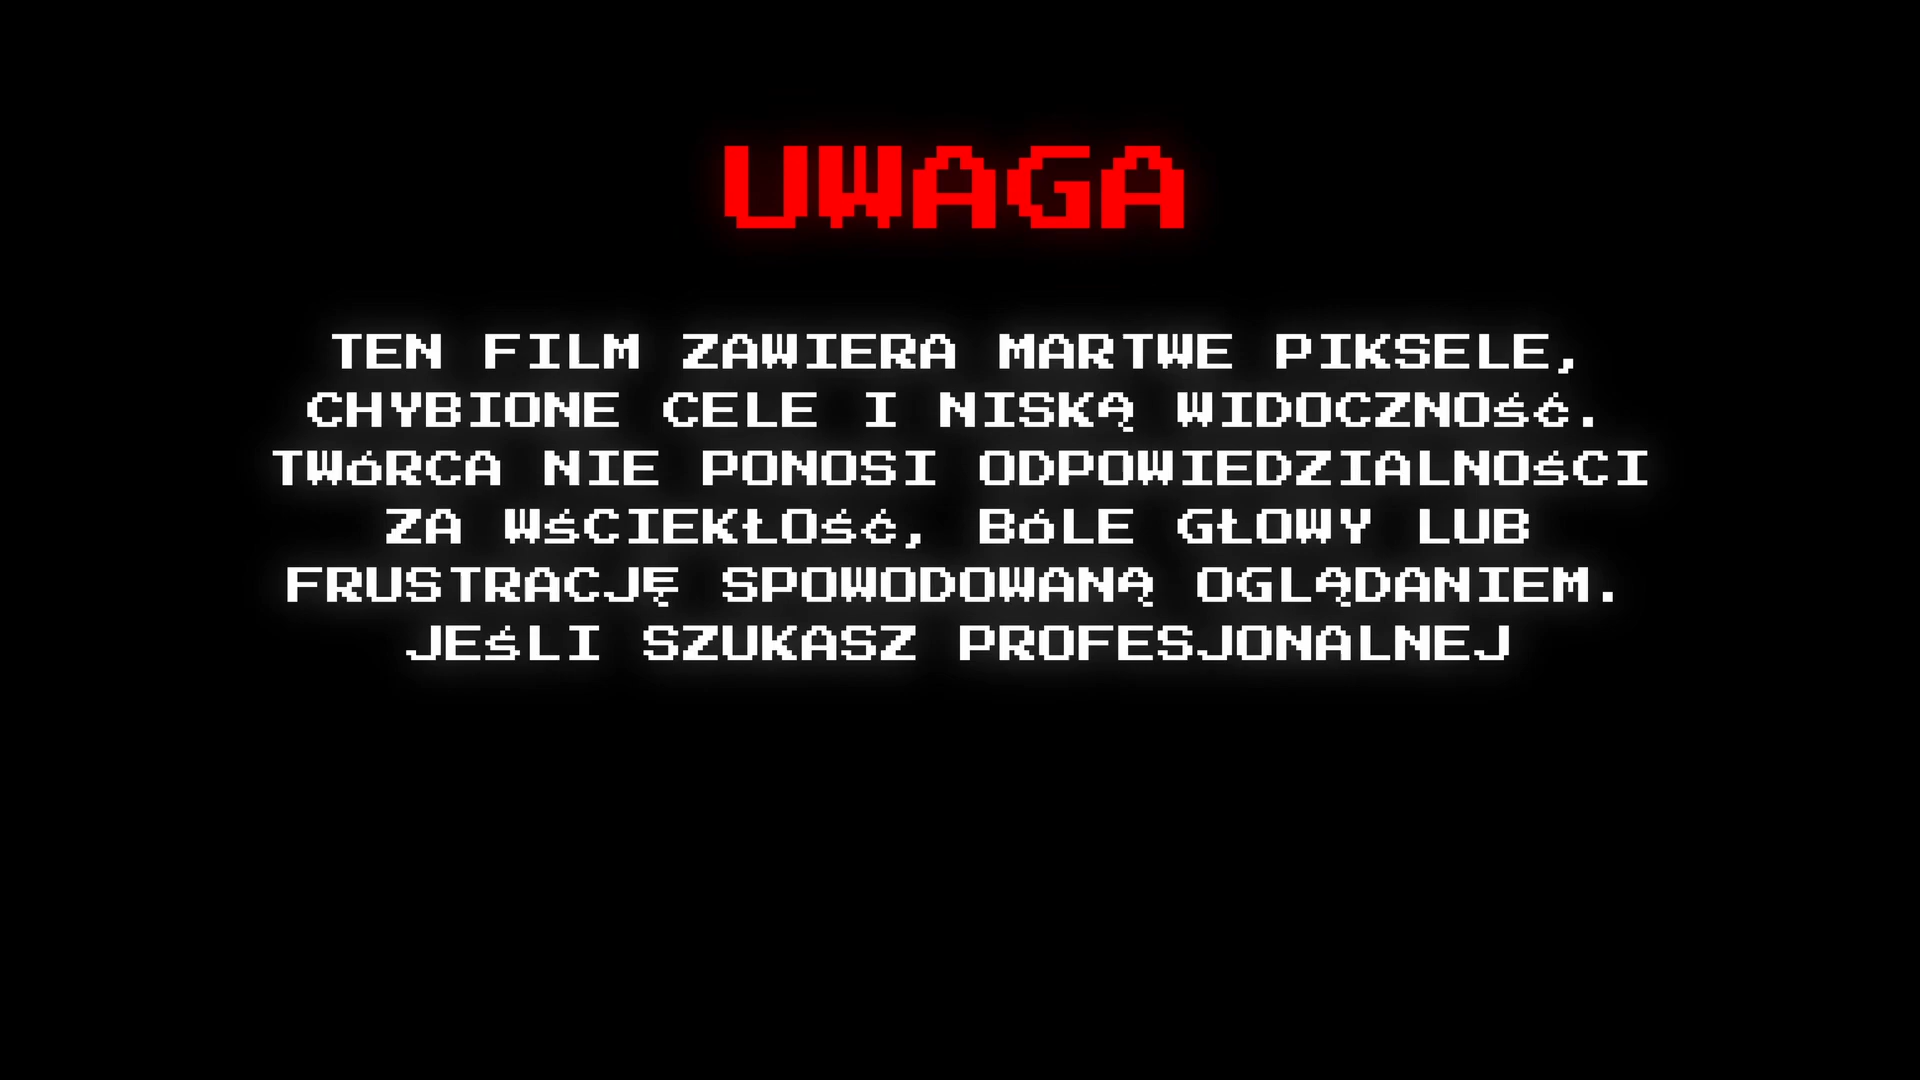 UWAGA
TEN FILM ZAWIERA MARTWE PIKSELE,
CHYBIONE CELE I NISKĄ WIDOCZNOść.
TWóRCA NIE PONOSI ODPOWIEDZIALNOśCI
ZA WśCIEKŁOść, BóLE GŁOWY LUB
FRUSTRACJĘ SPOWODOWANĄ OGLĄDANIEM.
JEśLI SZUKASZ PROFESJONALNEJ